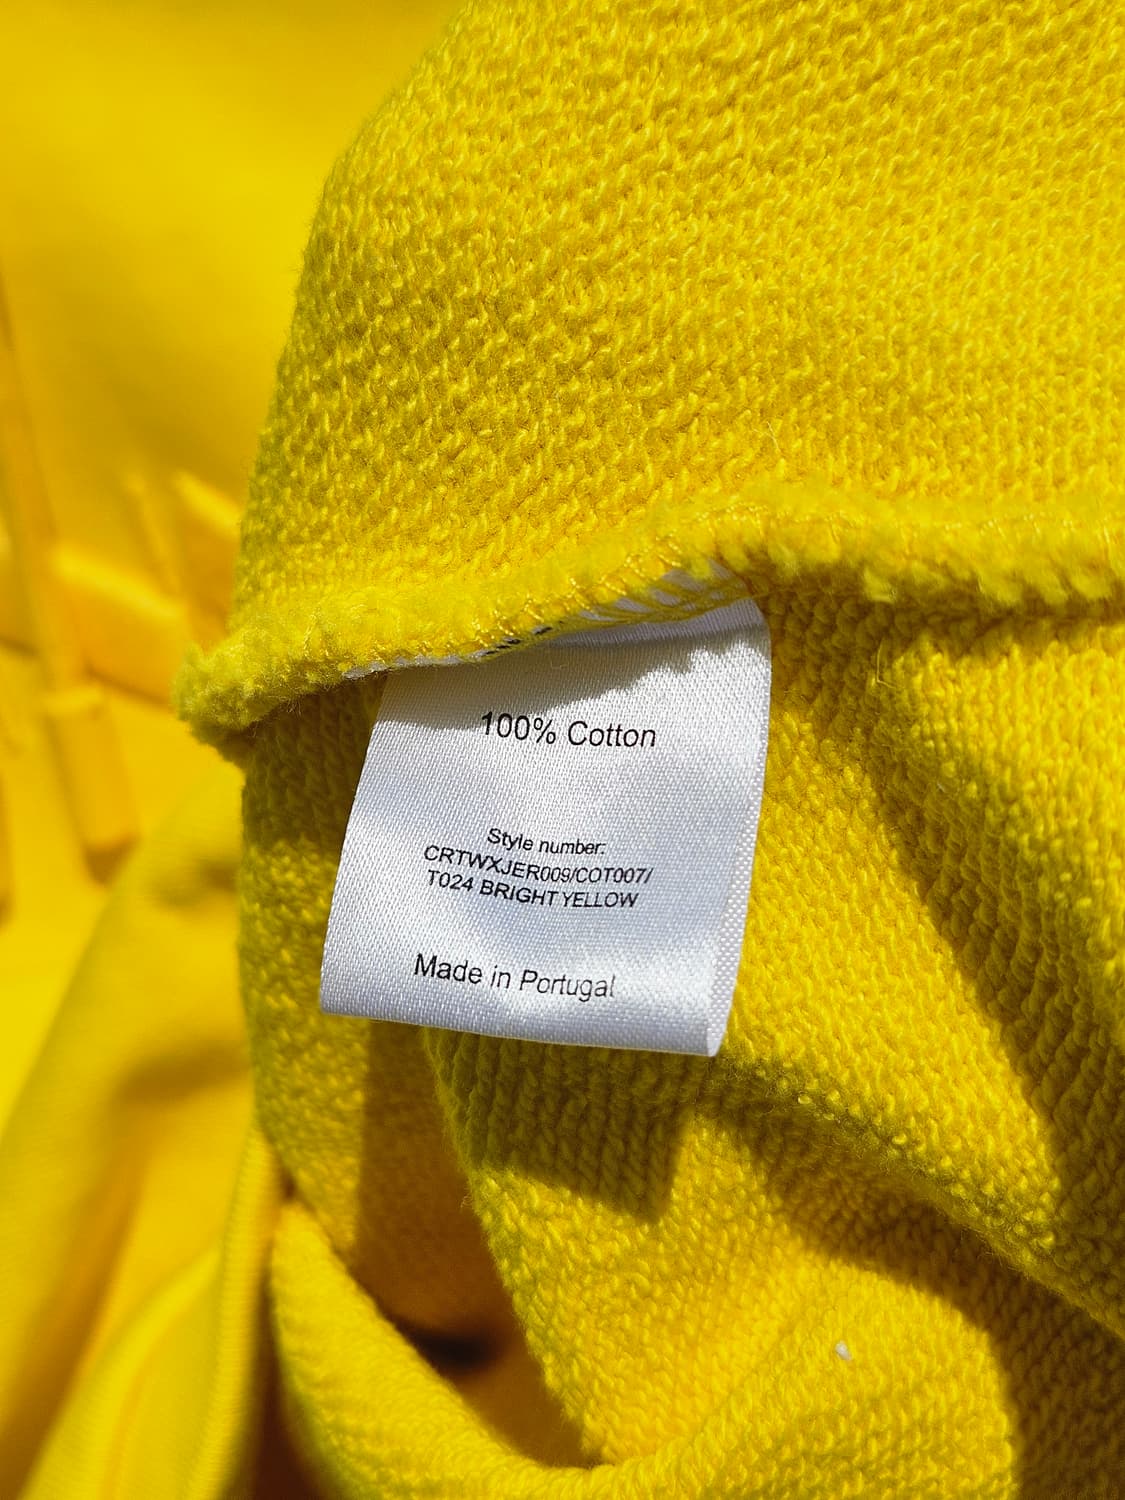 100% Cotton
Style number:
CRTWXJER009/COT007/
T024 BRIGHT YELLOW
Made in Portugal